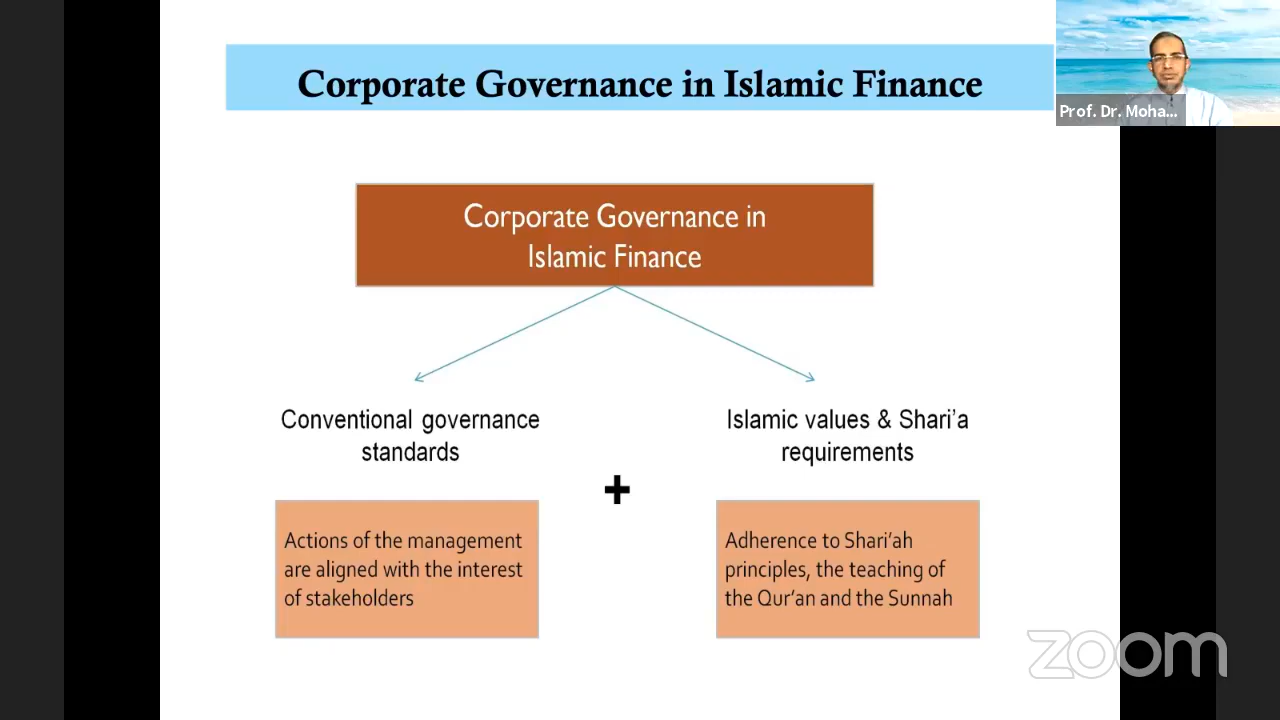 Corporate Governance in Islamic Finance
Prof. Dr. Moha...
Corporate Governance in
Islamic Finance
Conventional governance
standards
Islamic values & Shari’a
requirements
+
Actions of the management
are aligned with the interest
of stakeholders
Adherence to Shari’ah
principles, the teaching of
the Qur’an and the Sunnah
zoom